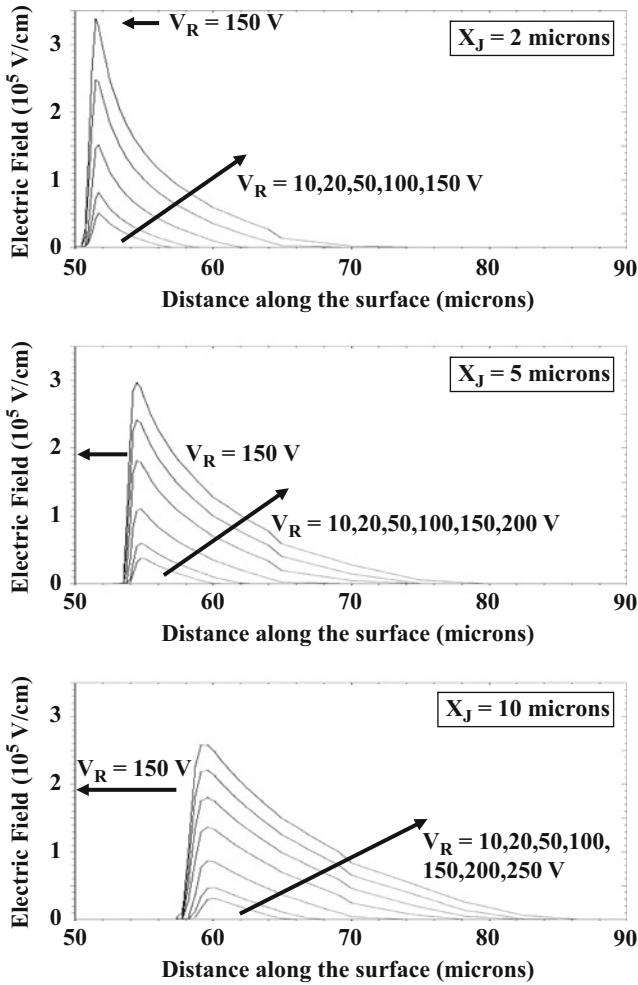 Electric Field (10⁵ V/cm)
3
2
1
0
V_R = 150 V
X_J = 2 microns
V_R = 10,20,50,100,150 V
50 60 70 80 90
Distance along the surface (microns)
Electric Field (10⁵ V/cm)
3
2
1
0
X_J = 5 microns
V_R = 150 V
V_R = 10,20,50,100,150,200 V
50 60 70 80 90
Distance along the surface (microns)
Electric Field (10⁵ V/cm)
3
2
1
0
X_J = 10 microns
V_R = 150 V
V_R = 10,20,50,100,
150,200,250 V
50 60 70 80 90
Distance along the surface (microns)